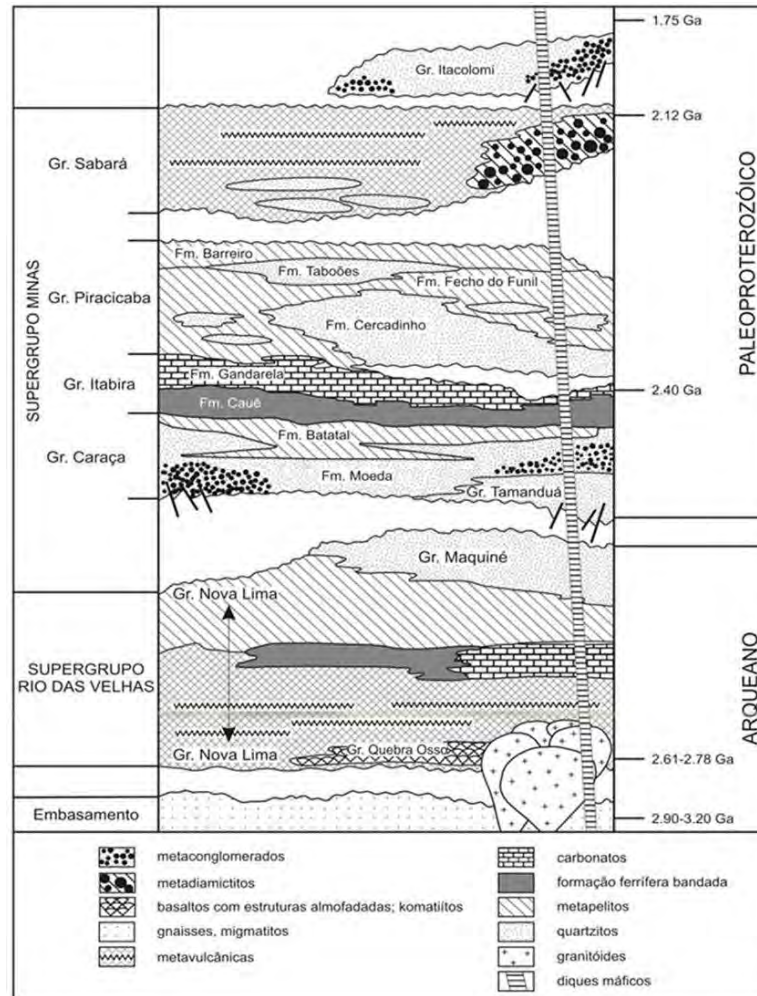 1.75 Ga
Gr. Itacolomi
2.12 Ga
Gr. Sabará
PALEOPROTEROZÓICO
SUPERGRUPO MINAS
Fm. Barreiro
Fm. Taboões
Fm. Fecho do Funil
Gr. Piracicaba
Fm. Cercadinho
Fm. Gandarela
Gr. Itabira
2.40 Ga
Fm. Cauê
Fm. Batatal
Gr. Caraça
Fm. Moeda
Gr. Tamanduá
Gr. Maquiné
Gr. Nova Lima
ARQUEANO
SUPERGRUPO
RIO DAS VELHAS
Gr. Nova Lima
Gr. Quebra Osso
2.61-2.78 Ga
Embasamento
2.90-3.20 Ga
metaconglomerados
metadiamictitos
basaltos com estruturas almofadadas; komatiítos
gnaisses, migmatitos
metavulcânicas
carbonatos
formação ferrífera bandada
metapelitos
quartzitos
granitóides
diques máficos